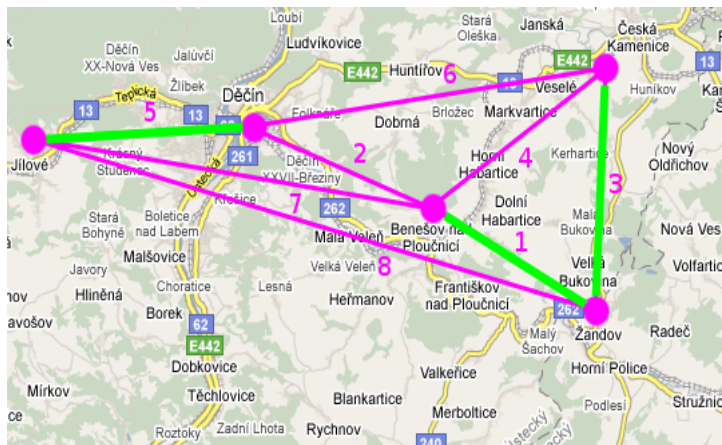 Loubí
Stará
Oleška
Janská
Česká
Kamenice
Děčín
XX-Nová Ves
Jalůvčí
Ludvíkovice
E442
E442
13
Huntířov
6
13
Veselé
Huníkov
Teplická
Žlíbek
Děčín
13
5
13
Folknáře
Dobrná
Brložec
Markvartice
Jílové
Krásný
Studenec
261
2
Děčín
XXVII-Březiny
Horní
Habartice
4
Kerhartice
Nový
Oldřichov
3
Ústecká
Křešice
7
262
Dolní
Habartice
Stará
Bohyně
Boletice
nad Labem
Malá Veleň
Benešov nad
Ploučnicí
1
Malá
Bukovina
Nová Ves
Malšovice
Javory
Velká Veleň
8
Velká
Bukovina
Volfartic
Hliněná
Choratice
Lesná
Heřmanov
Františkov
nad Ploučnicí
262
Borek
62
Malý
Šachov
Žandov
Radeč
E442
Dobkovice
Horní Police
Valkeřice
Mírkov
Těchlovice
Blankartice
Merboltice
Podlesí
Stružnic
Roztoky
Zadní Lhota
Rychnov
240